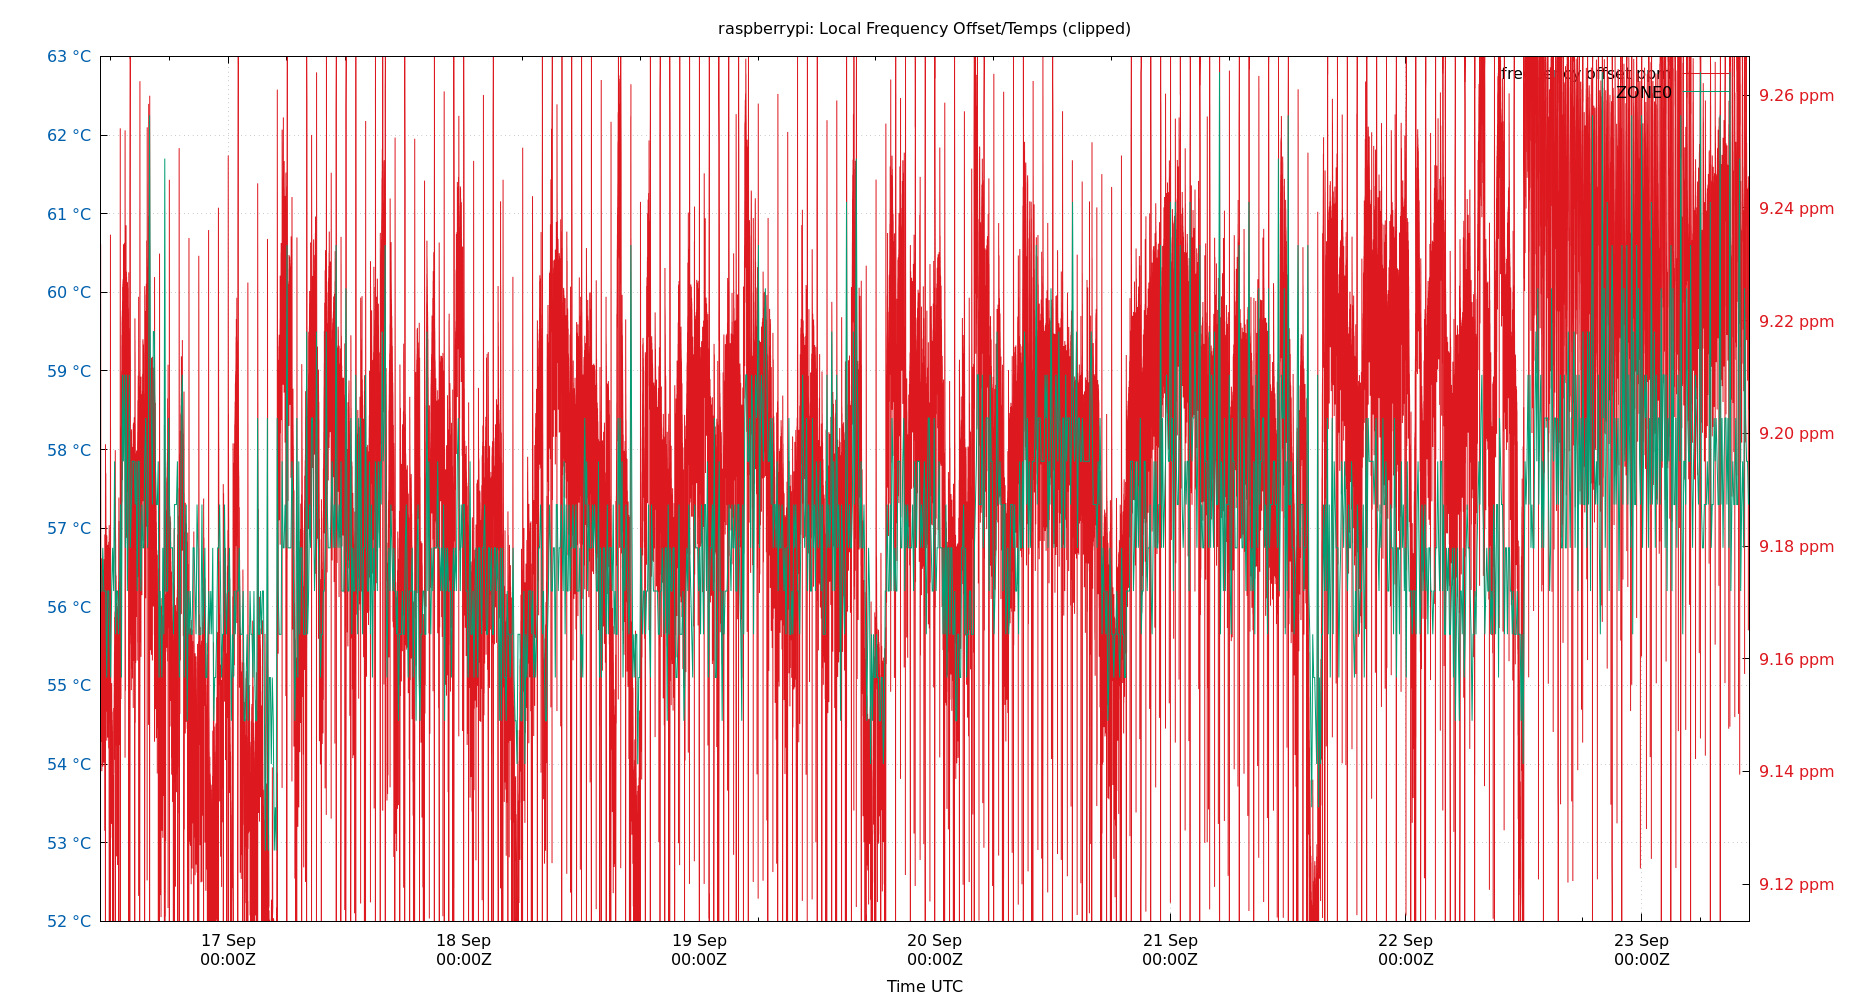 raspberrypi: Local Frequency Offset/Temps (clipped)
63 °C
62 °C
61 °C
60 °C
59 °C
58 °C
57 °C
56 °C
55 °C
54 °C
53 °C
52 °C
frequency offset ppm
ZONE0
9.26 ppm
9.24 ppm
9.22 ppm
9.20 ppm
9.18 ppm
9.16 ppm
9.14 ppm
9.12 ppm
17 Sep
00:00Z
18 Sep
00:00Z
19 Sep
00:00Z
20 Sep
00:00Z
21 Sep
00:00Z
22 Sep
00:00Z
23 Sep
00:00Z
Time UTC